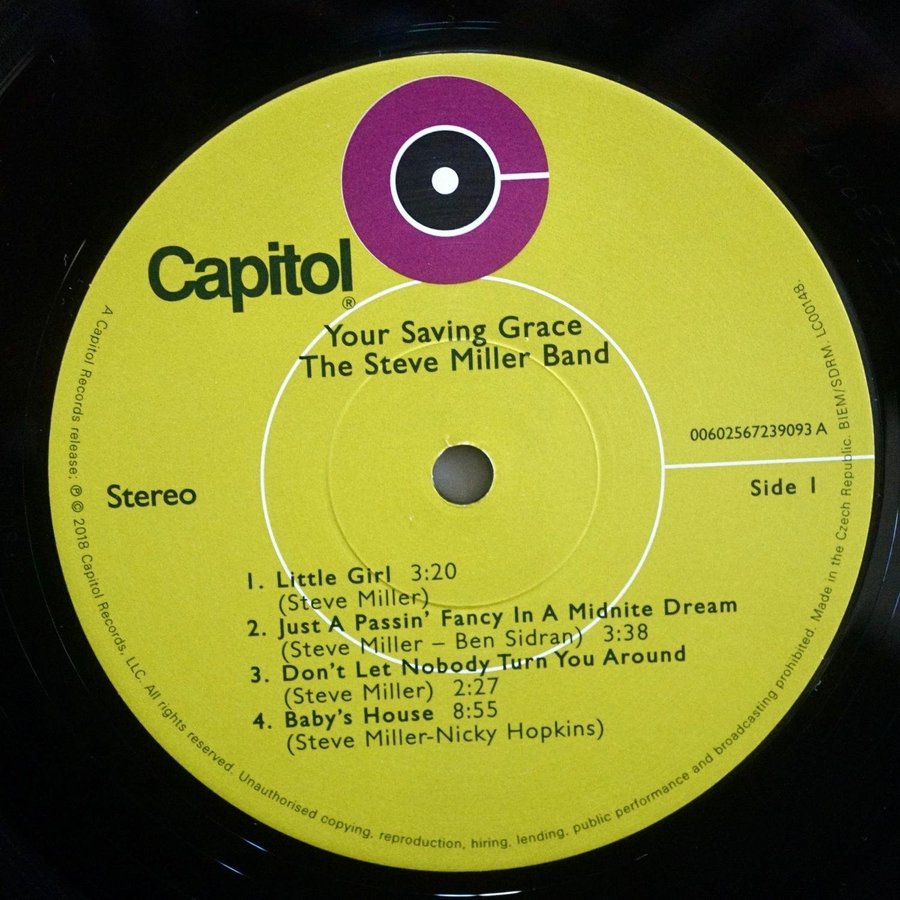 Capitol®
Your Saving Grace
The Steve Miller Band
00602567239093 A
Stereo
Side 1
1. Little Girl 3:20
(Steve Miller)
2. Just A Passin' Fancy In A Midnite Dream
(Steve Miller – Ben Sidran) 3:38
3. Don't Let Nobody Turn You Around
(Steve Miller) 2:27
4. Baby's House 8:55
(Steve Miller-Nicky Hopkins)
A Capitol Records release; ℗ © 2018 Capitol Records, LLC. All rights reserved. Unauthorised copying, reproduction, hiring, lending, public performance and broadcasting prohibited. Made in the Czech Republic. BIEM/SDRM. LC00148.